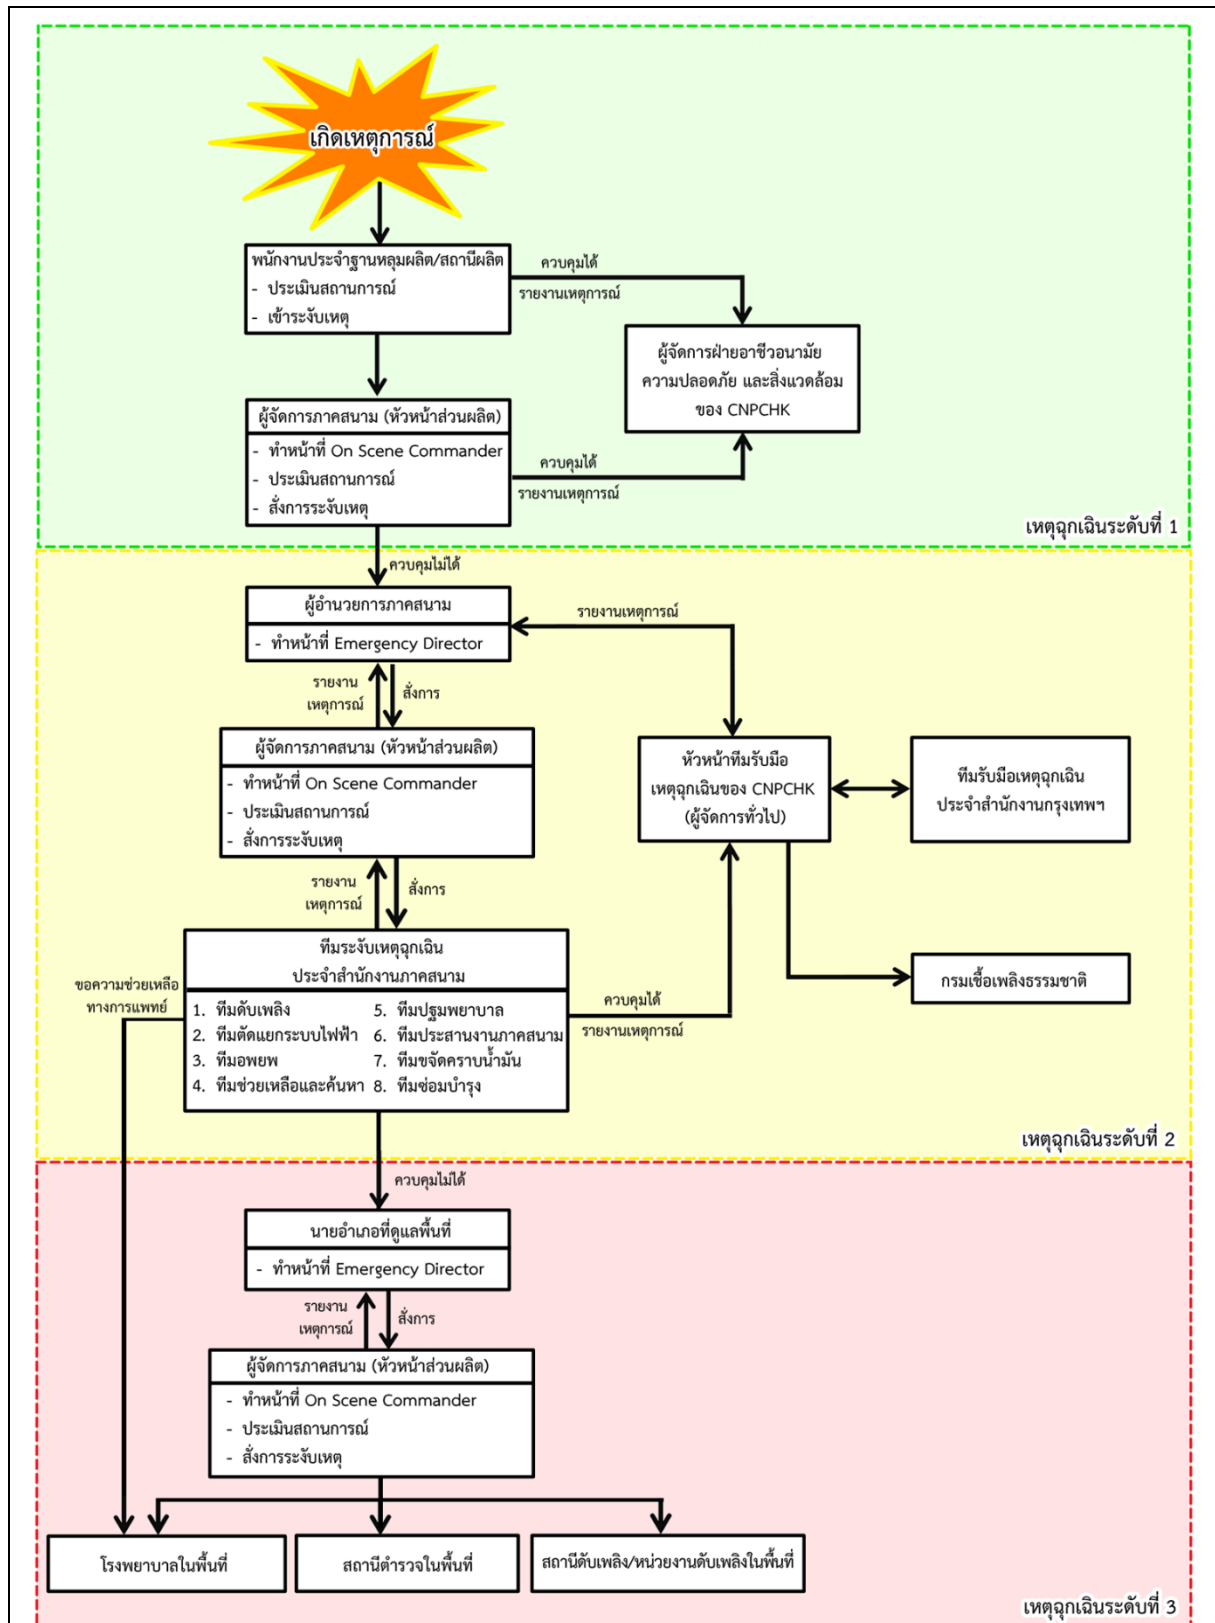 เกิดเหตุการณ์
พนักงานประจำฐานหลุมผลิต/สถานีผลิต
- ประเมินสถานการณ์
- เข้าระงับเหตุ
ควบคุมได้
รายงานเหตุการณ์
ผู้จัดการฝ่ายอาชีวอนามัย
ความปลอดภัย และสิ่งแวดล้อม
ของ CNPCHK
ผู้จัดการภาคสนาม (หัวหน้าส่วนผลิต)
- ทำหน้าที่ On Scene Commander
- ประเมินสถานการณ์
- สั่งการระงับเหตุ
ควบคุมได้
รายงานเหตุการณ์
เหตุฉุกเฉินระดับที่ 1
ควบคุมไม่ได้
ผู้อำนวยการภาคสนาม
- ทำหน้าที่ Emergency Director
รายงานเหตุการณ์
รายงาน
เหตุการณ์
สั่งการ
ผู้จัดการภาคสนาม (หัวหน้าส่วนผลิต)
- ทำหน้าที่ On Scene Commander
- ประเมินสถานการณ์
- สั่งการระงับเหตุ
หัวหน้าทีมรับมือ
เหตุฉุกเฉินของ CNPCHK
(ผู้จัดการทั่วไป)
ทีมรับมือเหตุฉุกเฉิน
ประจำสำนักงานกรุงเทพฯ
รายงาน
เหตุการณ์
สั่งการ
ทีมระงับเหตุฉุกเฉิน
ประจำสำนักงานภาคสนาม
1. ทีมดับเพลิง
2. ทีมตัดแยกระบบไฟฟ้า
3. ทีมอพยพ
4. ทีมช่วยเหลือและค้นหา
5. ทีมปฐมพยาบาล
6. ทีมประสานงานภาคสนาม
7. ทีมขจัดคราบน้ำมัน
8. ทีมซ่อมบำรุง
ขอความช่วยเหลือ
ทางการแพทย์
ควบคุมได้
รายงานเหตุการณ์
กรมเชื้อเพลิงธรรมชาติ
เหตุฉุกเฉินระดับที่ 2
ควบคุมไม่ได้
นายอำเภอที่ดูแลพื้นที่
- ทำหน้าที่ Emergency Director
รายงาน
เหตุการณ์
สั่งการ
ผู้จัดการภาคสนาม (หัวหน้าส่วนผลิต)
- ทำหน้าที่ On Scene Commander
- ประเมินสถานการณ์
- สั่งการระงับเหตุ
โรงพยาบาลในพื้นที่
สถานีตำรวจในพื้นที่
สถานีดับเพลิง/หน่วยงานดับเพลิงในพื้นที่
เหตุฉุกเฉินระดับที่ 3